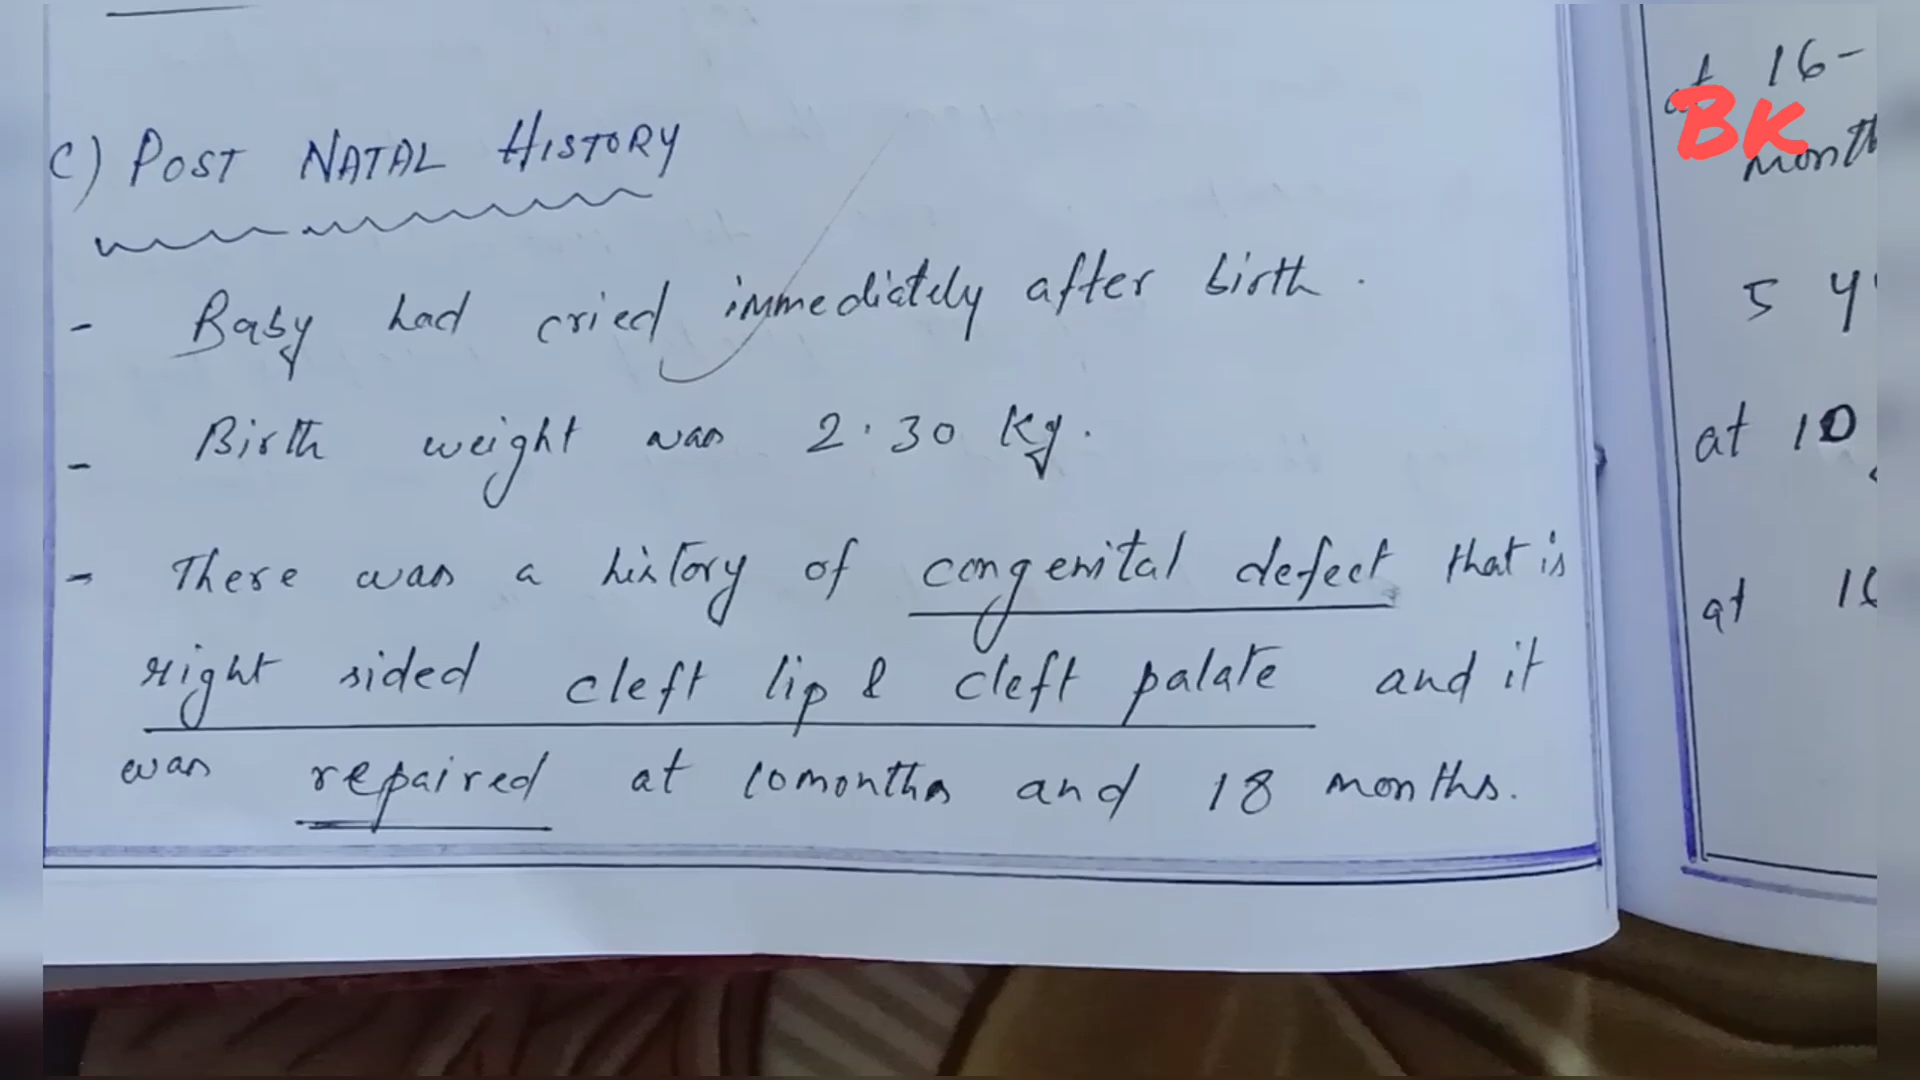 C) POST NATAL HISTORY
- Baby had cried immediately after birth.
- Birth weight was 2.30 kg.
- There was a history of congenital defect that is
right sided cleft lip & cleft palate and it
was repaired at 10months and 18 months.
at 16-
BK
month
5 y
at 10
at